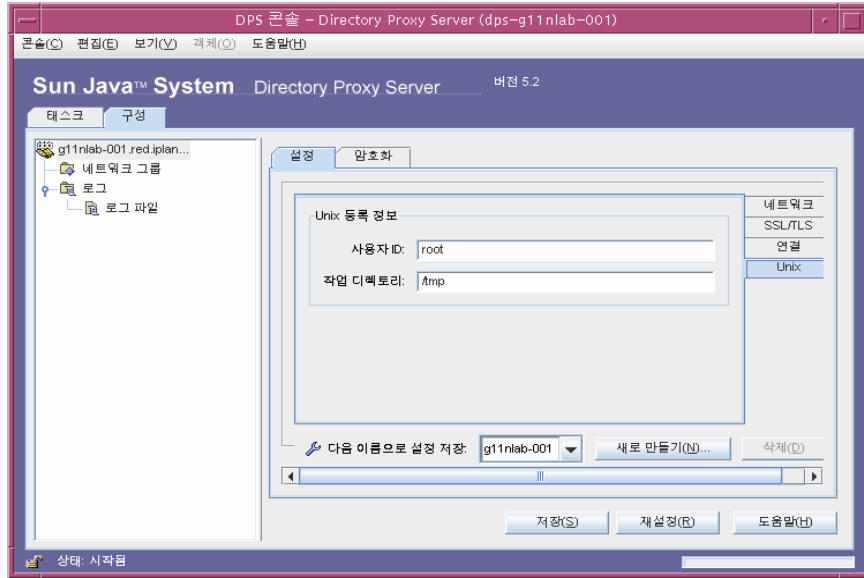 DPS 콘솔 – Directory Proxy Server (dps–g11nlab–001)
콘솔(C) 편집(E) 보기(V) 객체(O) 도움말(H)
Sun Java™ System Directory Proxy Server 버전 5.2
태스크 구성
g11nlab-001.red.iplan...
네트워크 그룹
로그
로그 파일
설정 암호화
네트워크
SSL/TLS
연결
Unix
Unix 등록 정보
사용자 ID: root
작업 디렉토리: /tmp
다음 이름으로 설정 저장: g11nlab-001 새로 만들기(N)... 삭제(D)
저장(S) 재설정(R) 도움말(H)
상태: 시작됨